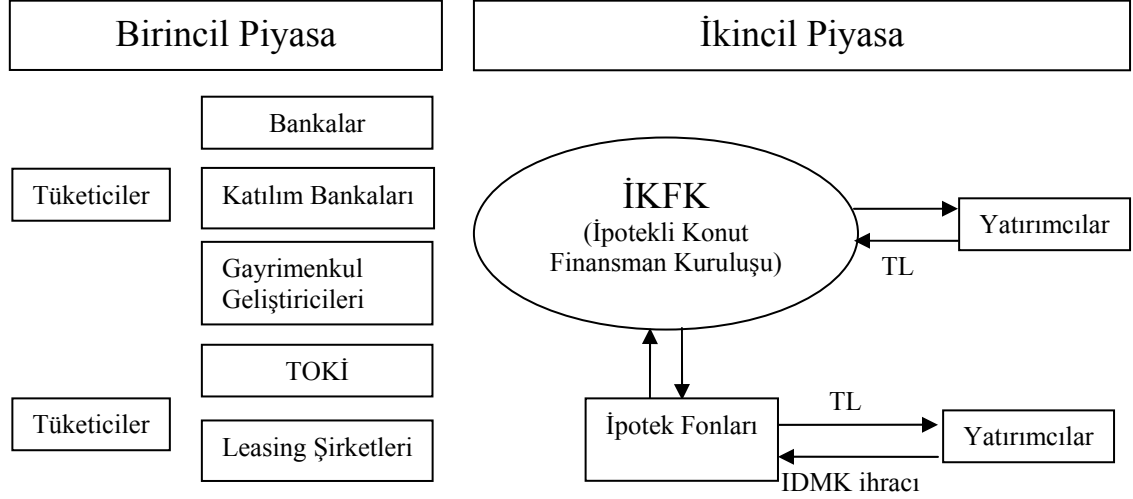 Birincil Piyasa
İkincil Piyasa
Bankalar
Tüketiciler
Katılım Bankaları
Gayrimenkul
Geliştiricileri
TOKİ
Tüketiciler
Leasing Şirketleri
İKFK
(İpotekli Konut
Finansman Kuruluşu)
Yatırımcılar
TL
İpotek Fonları
TL
Yatırımcılar
IDMK ihracı